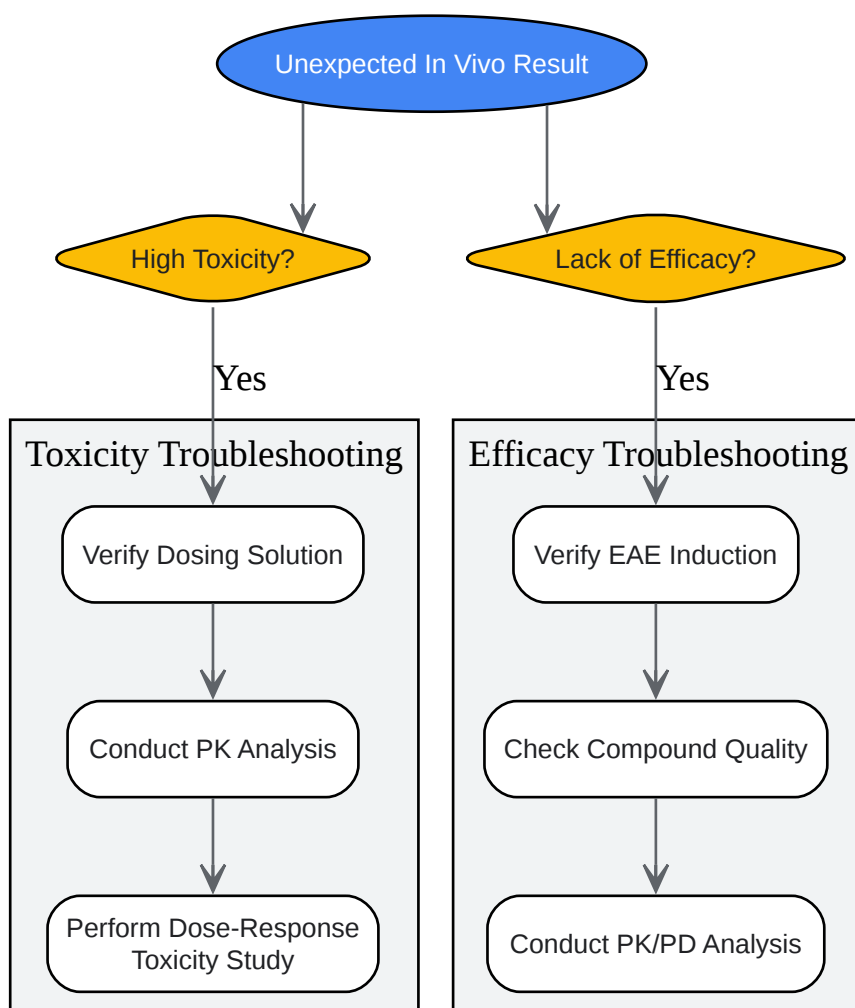 Unexpected In Vivo Result
High Toxicity?
Lack of Efficacy?
Yes
Yes
Toxicity Troubleshooting
Efficacy Troubleshooting
Verify Dosing Solution
Verify EAE Induction
Conduct PK Analysis
Check Compound Quality
Perform Dose-Response
Toxicity Study
Conduct PK/PD Analysis